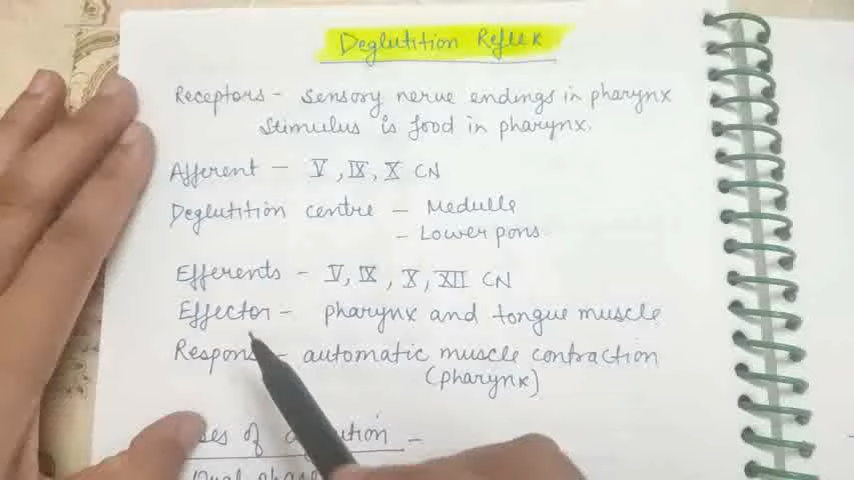 Deglutition Reflex
Receptors - Sensory nerve endings in pharynx
Stimulus is food in pharynx.
Afferent - V, IX, X CN
Deglutition centre - Medulla
- Lower pons
Efferents - V, IX, X, XII CN
Effector - pharynx and tongue muscle
- automatic muscle contraction
(pharynx)
of
-